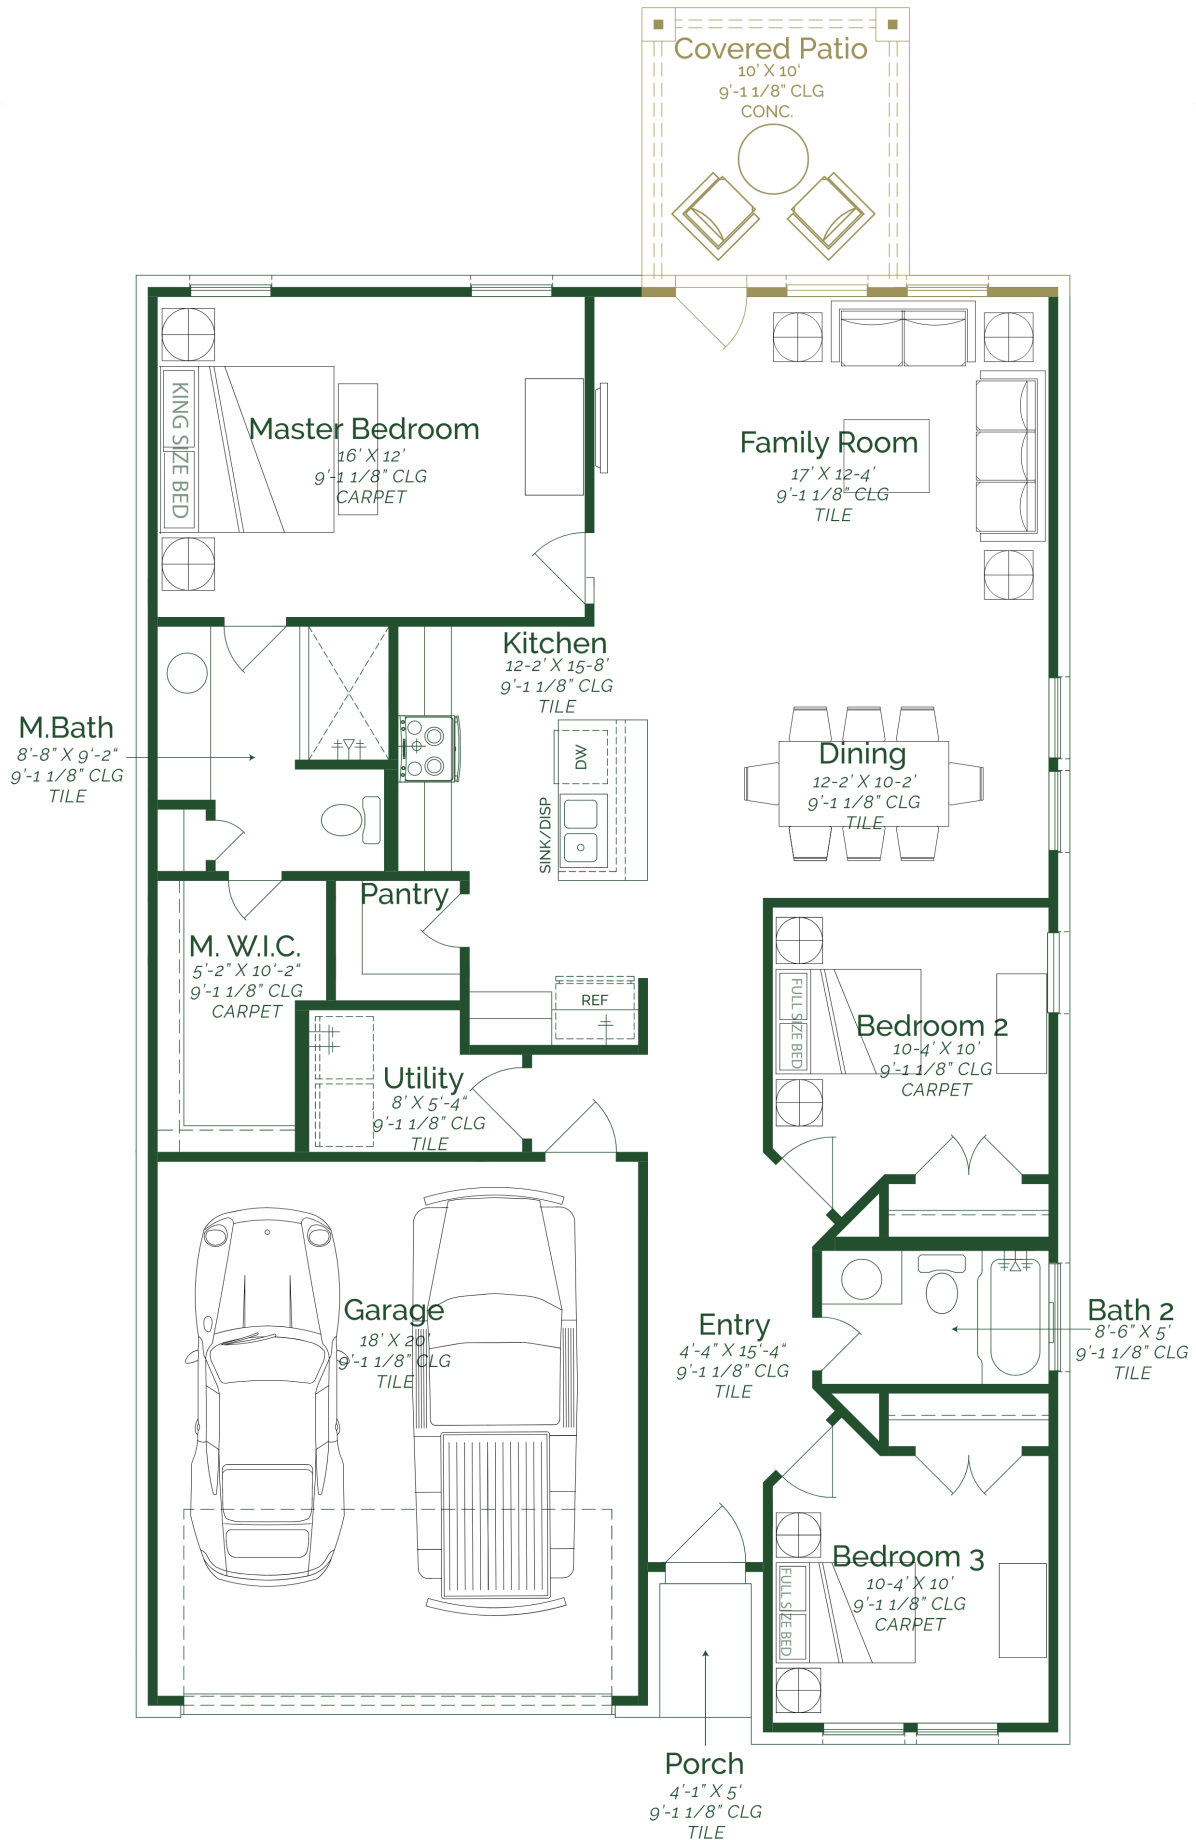 Covered Patio
10' X 10'
9'-1 1/8" CLG
CONC.
KING SIZE BED
Master Bedroom
16' X 12'
9'-1 1/8" CLG
CARPET
Family Room
17' X 12-4'
9'-1 1/8" CLG
TILE
Kitchen
12-2' X 15-8'
9'-1 1/8" CLG
TILE
M.Bath
8'-8" X 9'-2"
9'-1 1/8" CLG
TILE
DW
SINK/DISP
Dining
12-2' X 10-2'
9'-1 1/8" CLG
TILE
Pantry
M. W.I.C.
5'-2" X 10'-2"
9'-1 1/8" CLG
CARPET
REF
FULL SIZE BED
Bedroom 2
10-4' X 10'
9'-1 1/8" CLG
CARPET
Utility
8' X 5'-4"
9'-1 1/8" CLG
TILE
Garage
18' X 20'
9'-1 1/8" CLG
TILE
Entry
4'-4" X 15'-4"
9'-1 1/8" CLG
TILE
Bath 2
8'-6" X 5'
9'-1 1/8" CLG
TILE
FULL SIZE BED
Bedroom 3
10-4' X 10'
9'-1 1/8" CLG
CARPET
Porch
4'-1" X 5'
9'-1 1/8" CLG
TILE